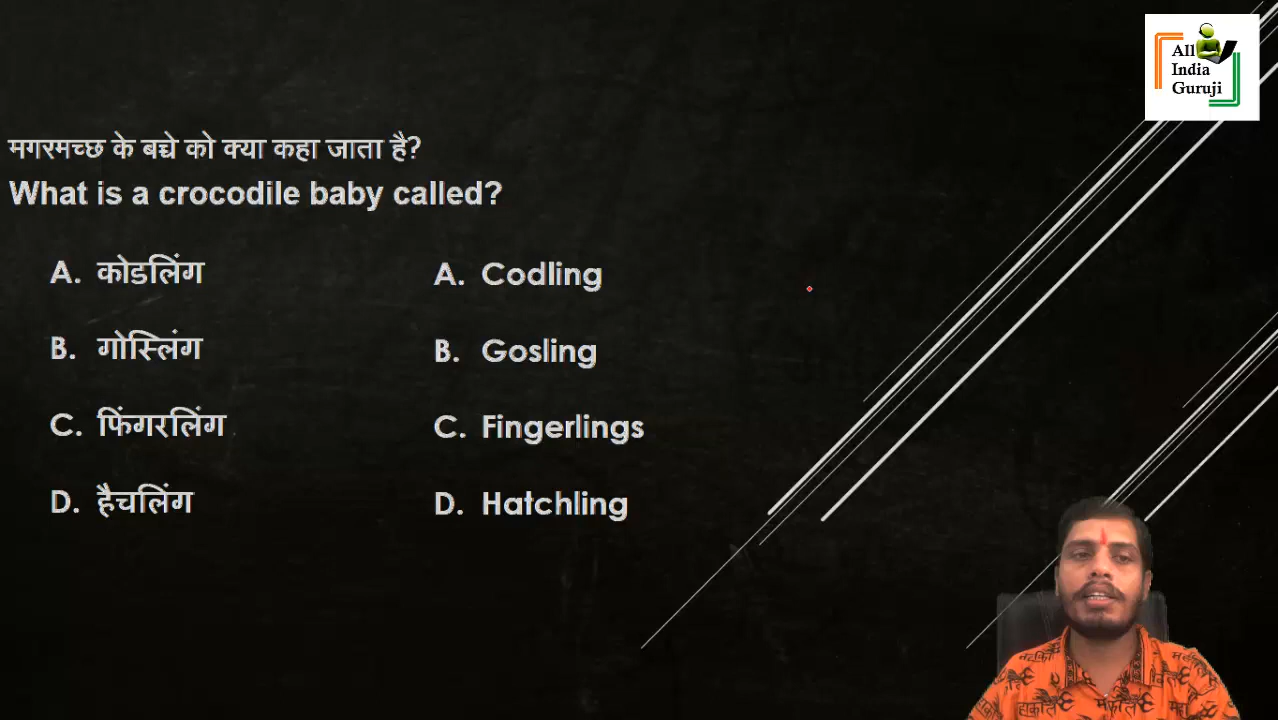 All
India
Guruji
मगरमच्छ के बच्चे को क्या कहा जाता है?
What is a crocodile baby called?
A. कोडलिंग
A. Codling
B. गोस्लिंग
B. Gosling
C. फिंगरलिंग
C. Fingerlings
D. हैचलिंग
D. Hatchling